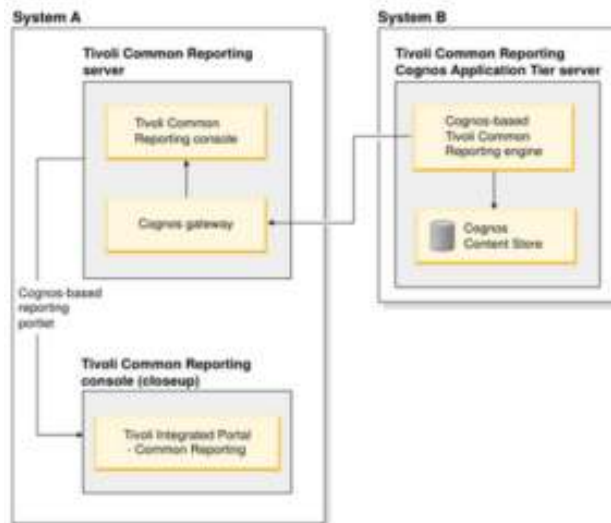 System A
Tivoli Common Reporting
server
Tivoli Common
Reporting console
Cognos gateway
Cognos-based
reporting
portlet
Tivoli Common Reporting
console (closeup)
Tivoli Integrated Portal
- Common Reporting
System B
Tivoli Common Reporting
Cognos Application Tier server
Cognos-based
Tivoli Common
Reporting engine
Cognos
Content Store